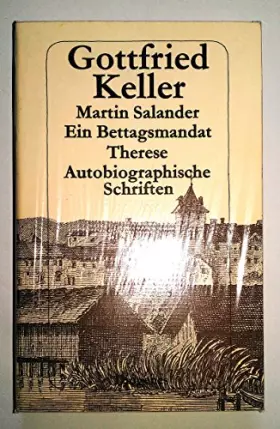 Gottfried
Keller
Martin Salander
Ein Bettagsmandat
Therese
Autobiographische
Schriften